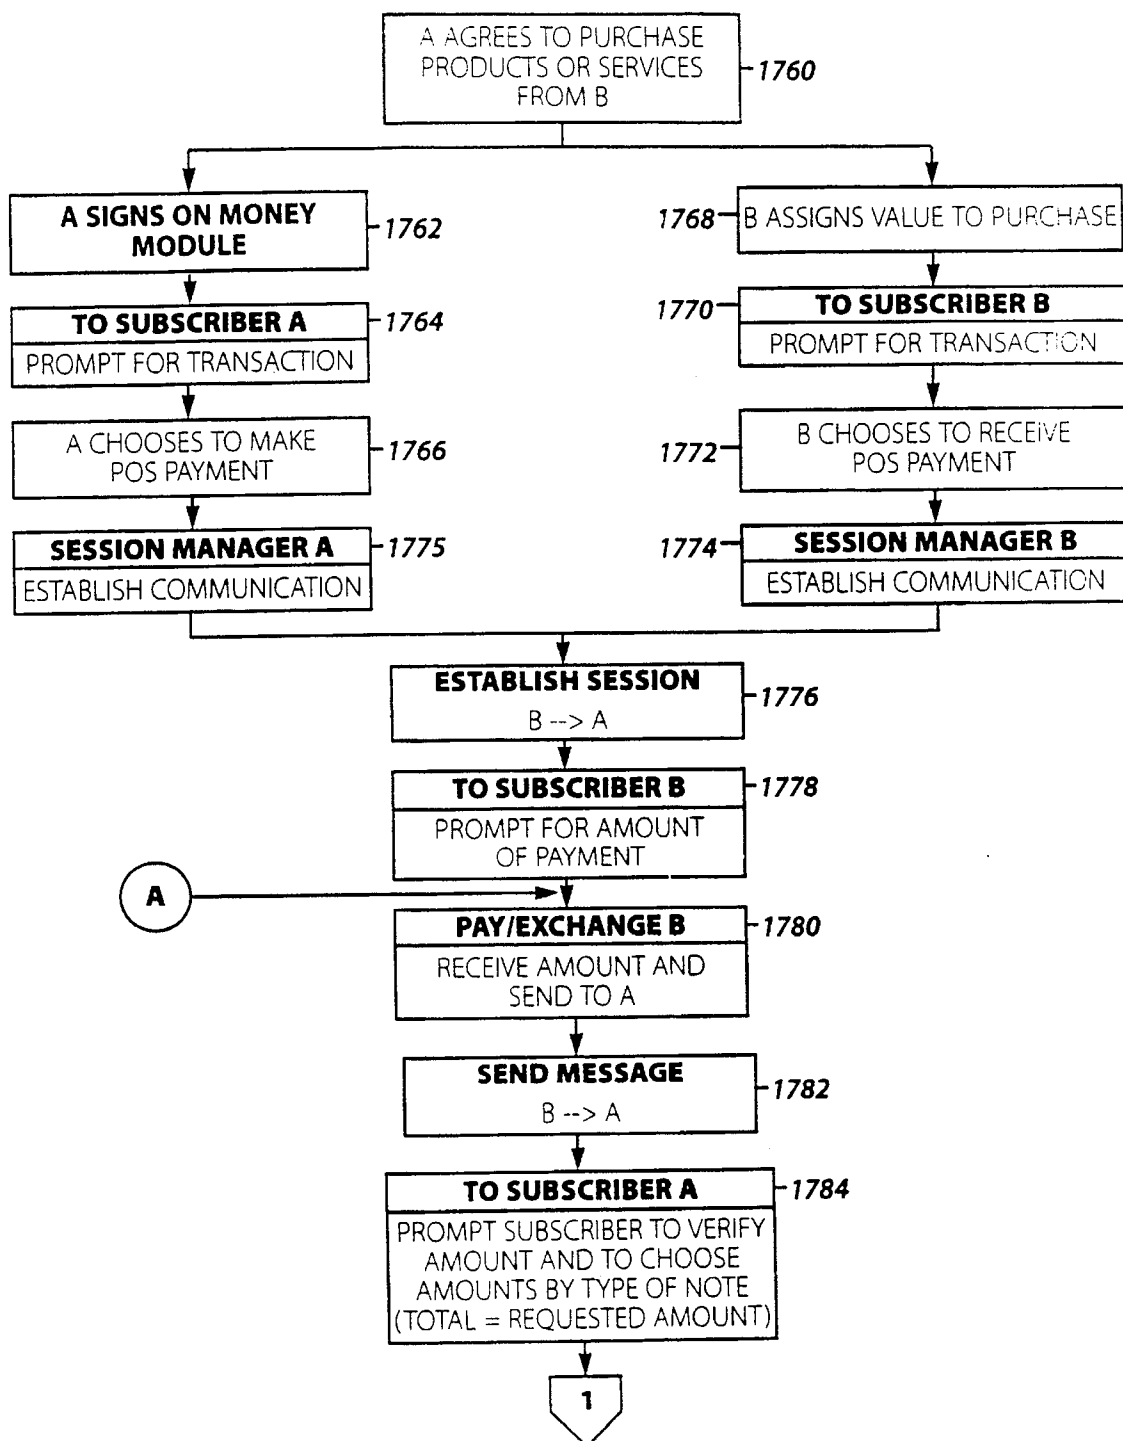 A AGREES TO PURCHASE
PRODUCTS OR SERVICES
FROM B
1760
A SIGNS ON MONEY
MODULE
1762
1768
B ASSIGNS VALUE TO PURCHASE
TO SUBSCRIBER A
1764
PROMPT FOR TRANSACTION
1770
TO SUBSCRIBER B
PROMPT FOR TRANSACTION
A CHOOSES TO MAKE
POS PAYMENT
1766
1772
B CHOOSES TO RECEIVE
POS PAYMENT
SESSION MANAGER A
1775
ESTABLISH COMMUNICATION
1774
SESSION MANAGER B
ESTABLISH COMMUNICATION
ESTABLISH SESSION
B --> A
1776
TO SUBSCRIBER B
1778
PROMPT FOR AMOUNT
OF PAYMENT
A
PAY/EXCHANGE B
1780
RECEIVE AMOUNT AND
SEND TO A
SEND MESSAGE
B --> A
1782
TO SUBSCRIBER A
1784
PROMPT SUBSCRIBER TO VERIFY
AMOUNT AND TO CHOOSE
AMOUNTS BY TYPE OF NOTE
(TOTAL = REQUESTED AMOUNT)
1